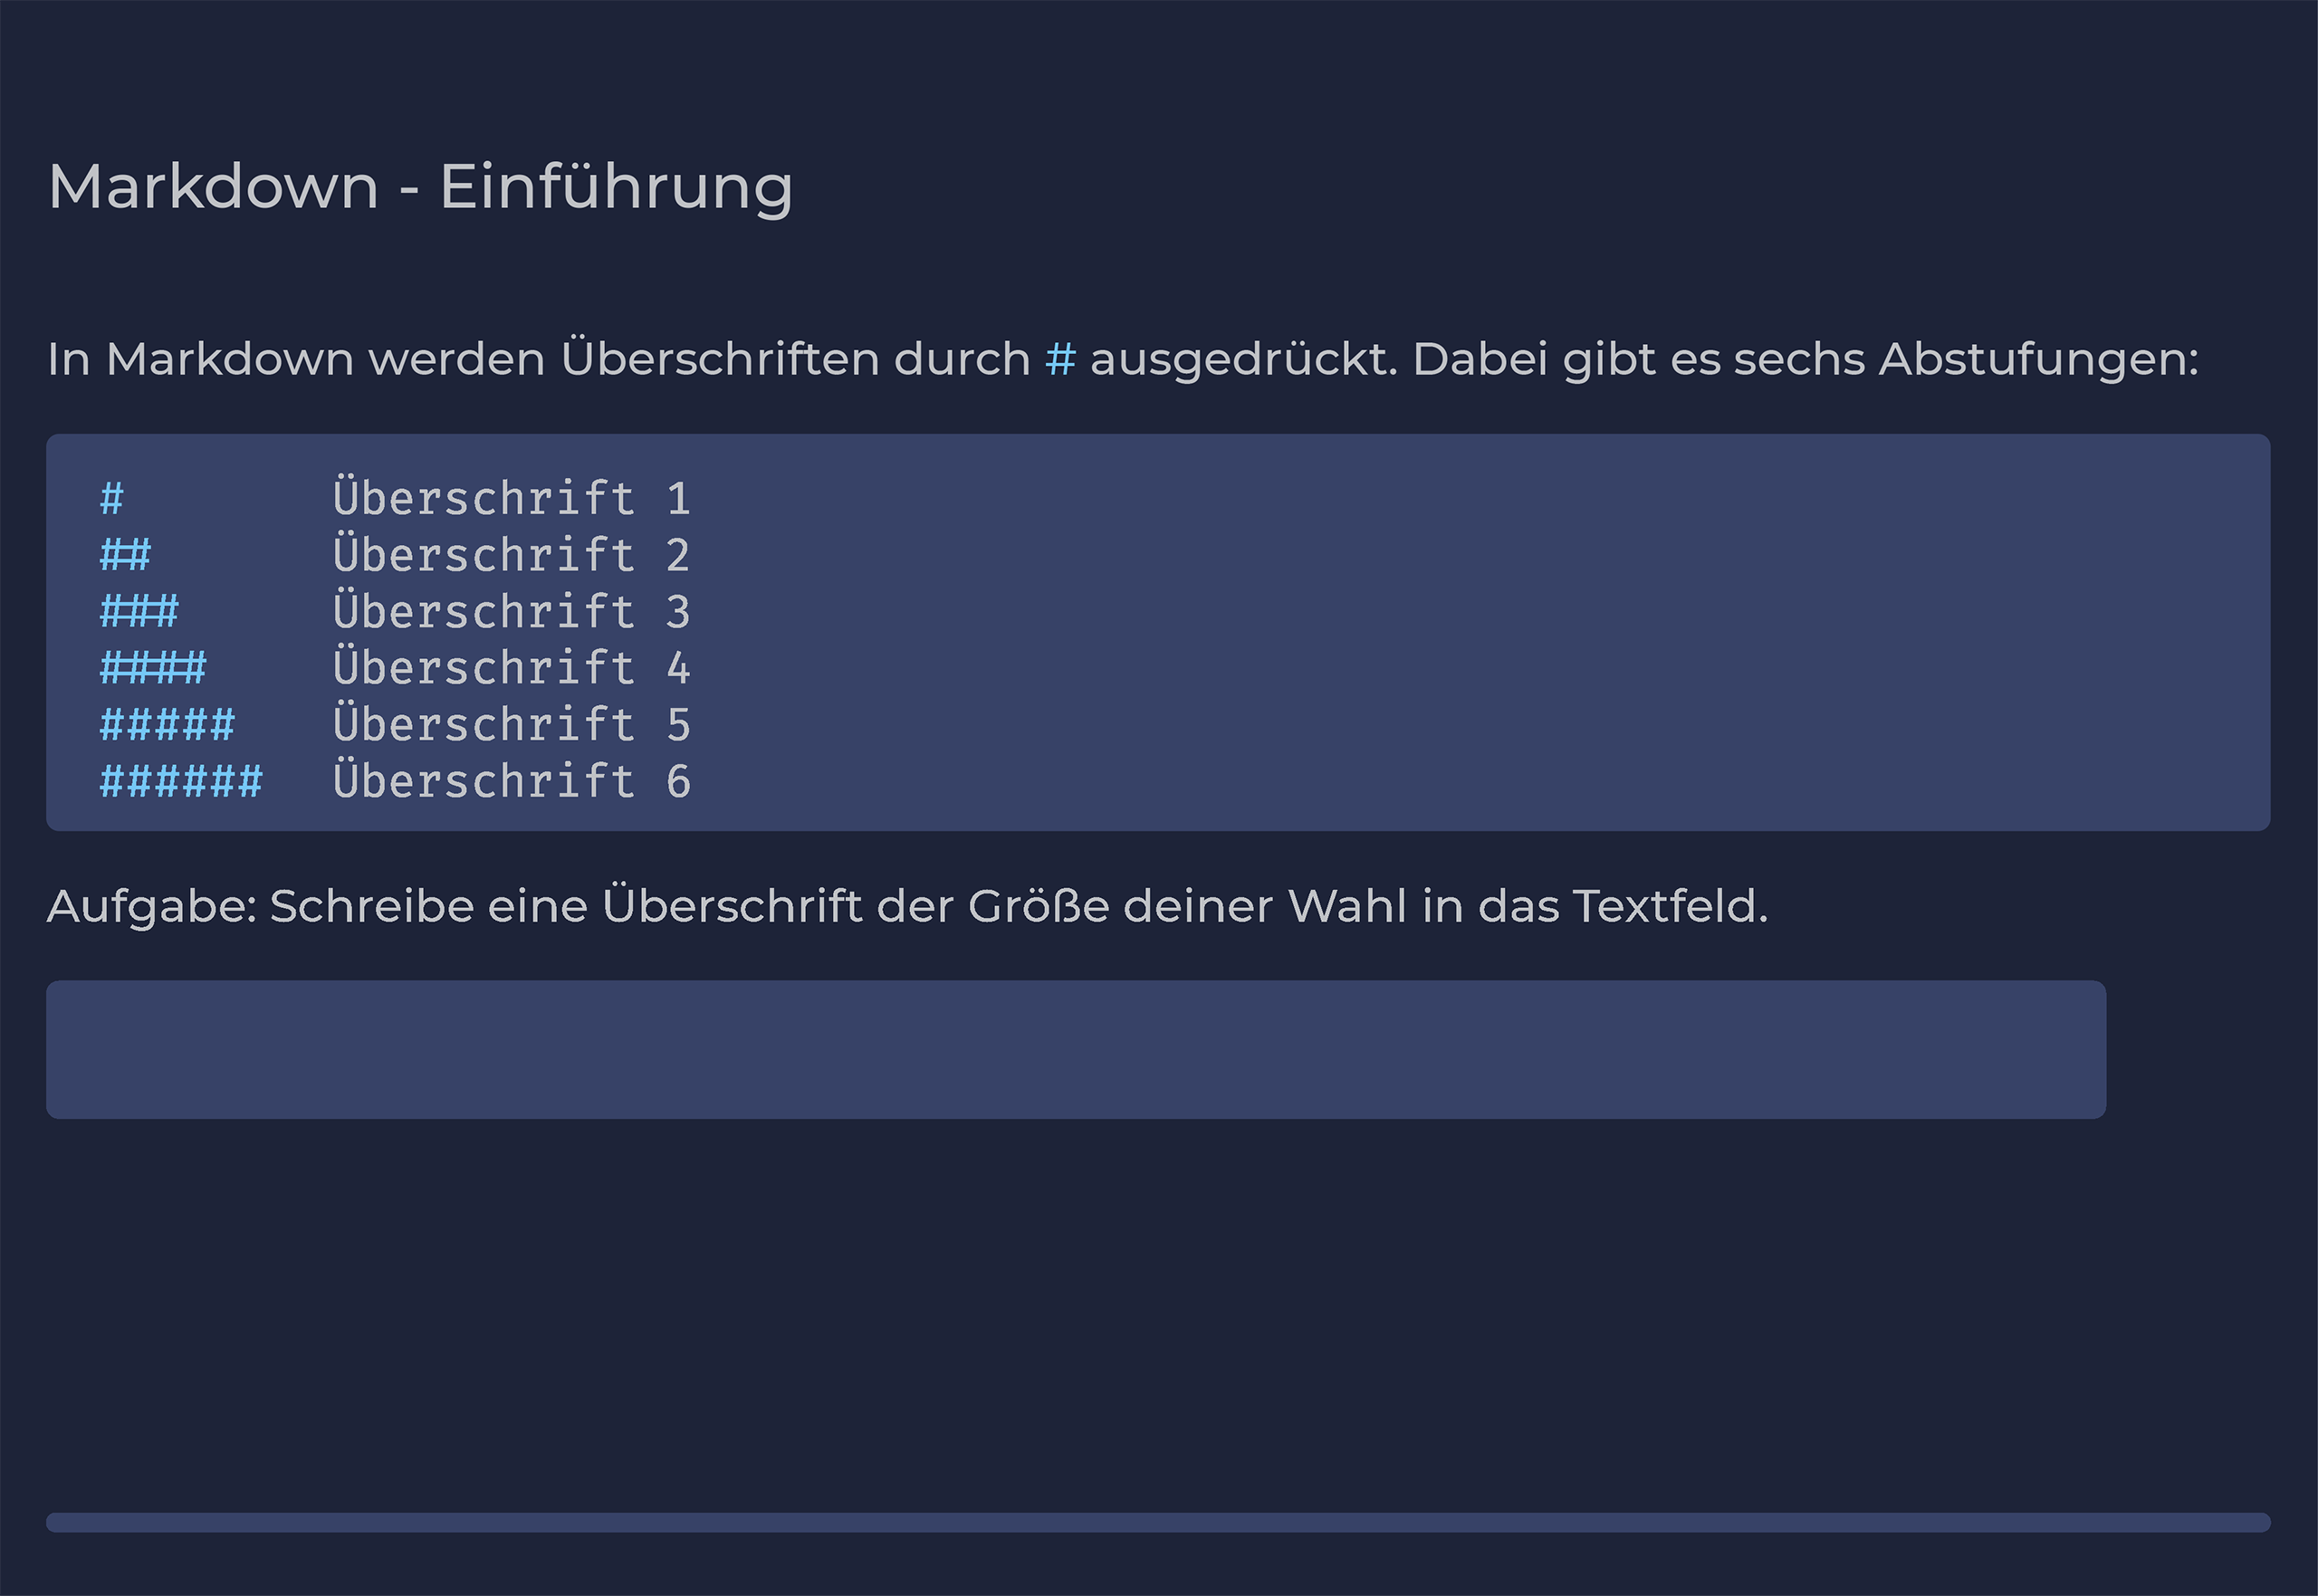 Markdown - Einführung
In Markdown werden Überschriften durch # ausgedrückt. Dabei gibt es sechs Abstufungen:
# Überschrift 1
## Überschrift 2
### Überschrift 3
#### Überschrift 4
##### Überschrift 5
###### Überschrift 6
Aufgabe: Schreibe eine Überschrift der Größe deiner Wahl in das Textfeld.